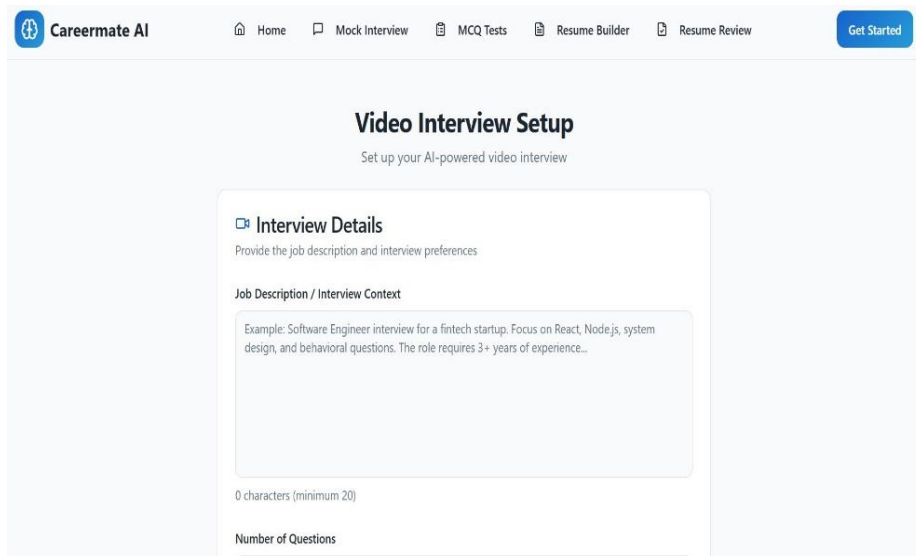 Careermate AI
Home
Mock Interview
MCQ Tests
Resume Builder
Resume Review
Get Started
Video Interview Setup
Set up your AI-powered video interview
Interview Details
Provide the job description and interview preferences
Job Description / Interview Context
Example: Software Engineer interview for a fintech startup. Focus on React, Node.js, system
design, and behavioral questions. The role requires 3+ years of experience...
0 characters (minimum 20)
Number of Questions